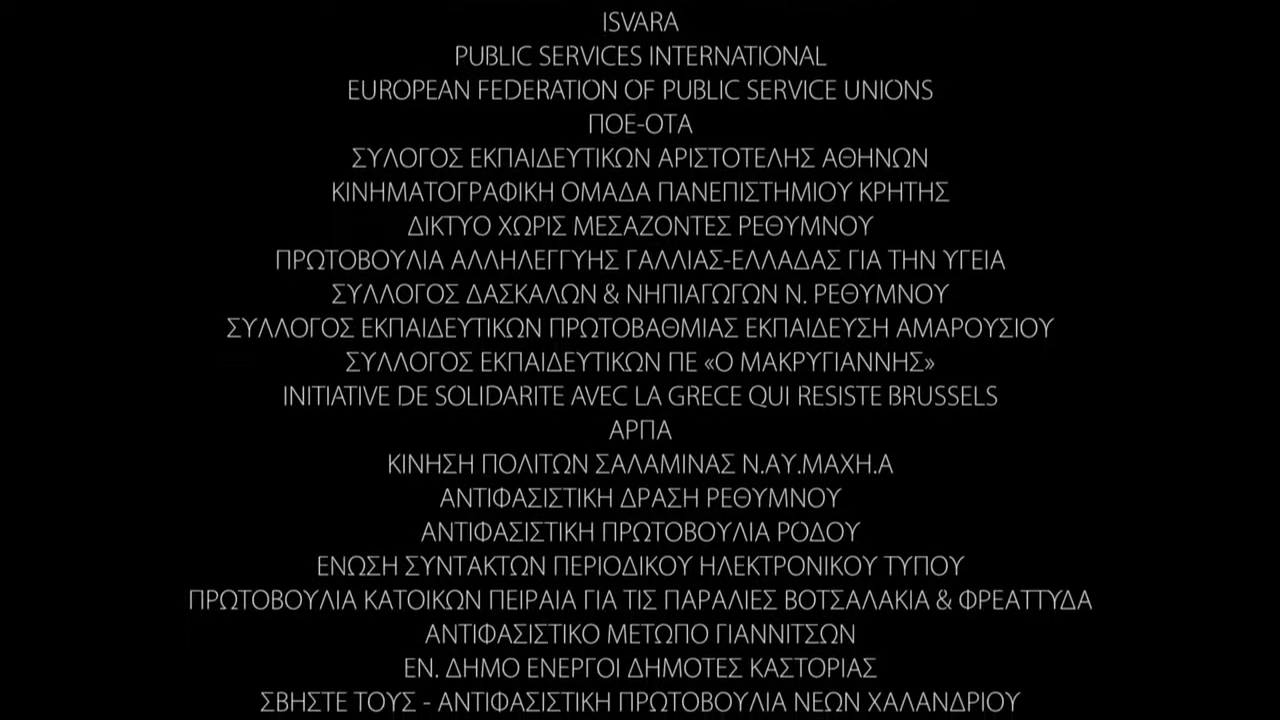 ISVARA
PUBLIC SERVICES INTERNATIONAL
EUROPEAN FEDERATION OF PUBLIC SERVICE UNIONS
ΠΟΕ-ΟΤΑ
ΣΥΛΟΓΟΣ ΕΚΠΑΙΔΕΥΤΙΚΩΝ ΑΡΙΣΤΟΤΕΛΗΣ ΑΘΗΝΩΝ
ΚΙΝΗΜΑΤΟΓΡΑΦΙΚΗ ΟΜΑΔΑ ΠΑΝΕΠΙΣΤΗΜΙΟΥ ΚΡΗΤΗΣ
ΔΙΚΤΥΟ ΧΩΡΙΣ ΜΕΣΑΖΟΝΤΕΣ ΡΕΘΥΜΝΟΥ
ΠΡΩΤΟΒΟΥΛΙΑ ΑΛΛΗΛΕΓΓΥΗΣ ΓΑΛΛΙΑΣ-ΕΛΛΑΔΑΣ ΓΙΑ ΤΗΝ ΥΓΕΙΑ
ΣΥΛΛΟΓΟΣ ΔΑΣΚΑΛΩΝ & ΝΗΠΙΑΓΩΓΩΝ Ν. ΡΕΘΥΜΝΟΥ
ΣΥΛΛΟΓΟΣ ΕΚΠΑΙΔΕΥΤΙΚΩΝ ΠΡΩΤΟΒΑΘΜΙΑΣ ΕΚΠΑΙΔΕΥΣΗ ΑΜΑΡΟΥΣΙΟΥ
ΣΥΛΛΟΓΟΣ ΕΚΠΑΙΔΕΥΤΙΚΩΝ ΠΕ «Ο ΜΑΚΡΥΓΙΑΝΝΗΣ»
INITIATIVE DE SOLIDARITE AVEC LA GRECE QUI RESISTE BRUSSELS
ΑΡΠΑ
ΚΙΝΗΣΗ ΠΟΛΙΤΩΝ ΣΑΛΑΜΙΝΑΣ Ν.ΑΥ.ΜΑΧΗ.Α
ΑΝΤΙΦΑΣΙΣΤΙΚΗ ΔΡΑΣΗ ΡΕΘΥΜΝΟΥ
ΑΝΤΙΦΑΣΙΣΤΙΚΗ ΠΡΩΤΟΒΟΥΛΙΑ ΡΟΔΟΥ
ΕΝΩΣΗ ΣΥΝΤΑΚΤΩΝ ΠΕΡΙΟΔΙΚΟΥ ΗΛΕΚΤΡΟΝΙΚΟΥ ΤΥΠΟΥ
ΠΡΩΤΟΒΟΥΛΙΑ ΚΑΤΟΙΚΩΝ ΠΕΙΡΑΙΑ ΓΙΑ ΤΙΣ ΠΑΡΑΛΙΕΣ ΒΟΤΣΑΛΑΚΙΑ & ΦΡΕΑΤΤΥΔΑ
ΑΝΤΙΦΑΣΙΣΤΙΚΟ ΜΕΤΩΠΟ ΓΙΑΝΝΙΤΣΩΝ
ΕΝ. ΔΗΜΟ ΕΝΕΡΓΟΙ ΔΗΜΟΤΕΣ ΚΑΣΤΟΡΙΑΣ
ΣΒΗΣΤΕ ΤΟΥΣ - ΑΝΤΙΦΑΣΙΣΤΙΚΗ ΠΡΩΤΟΒΟΥΛΙΑ ΝΕΩΝ ΧΑΛΑΝΔΡΙΟΥ